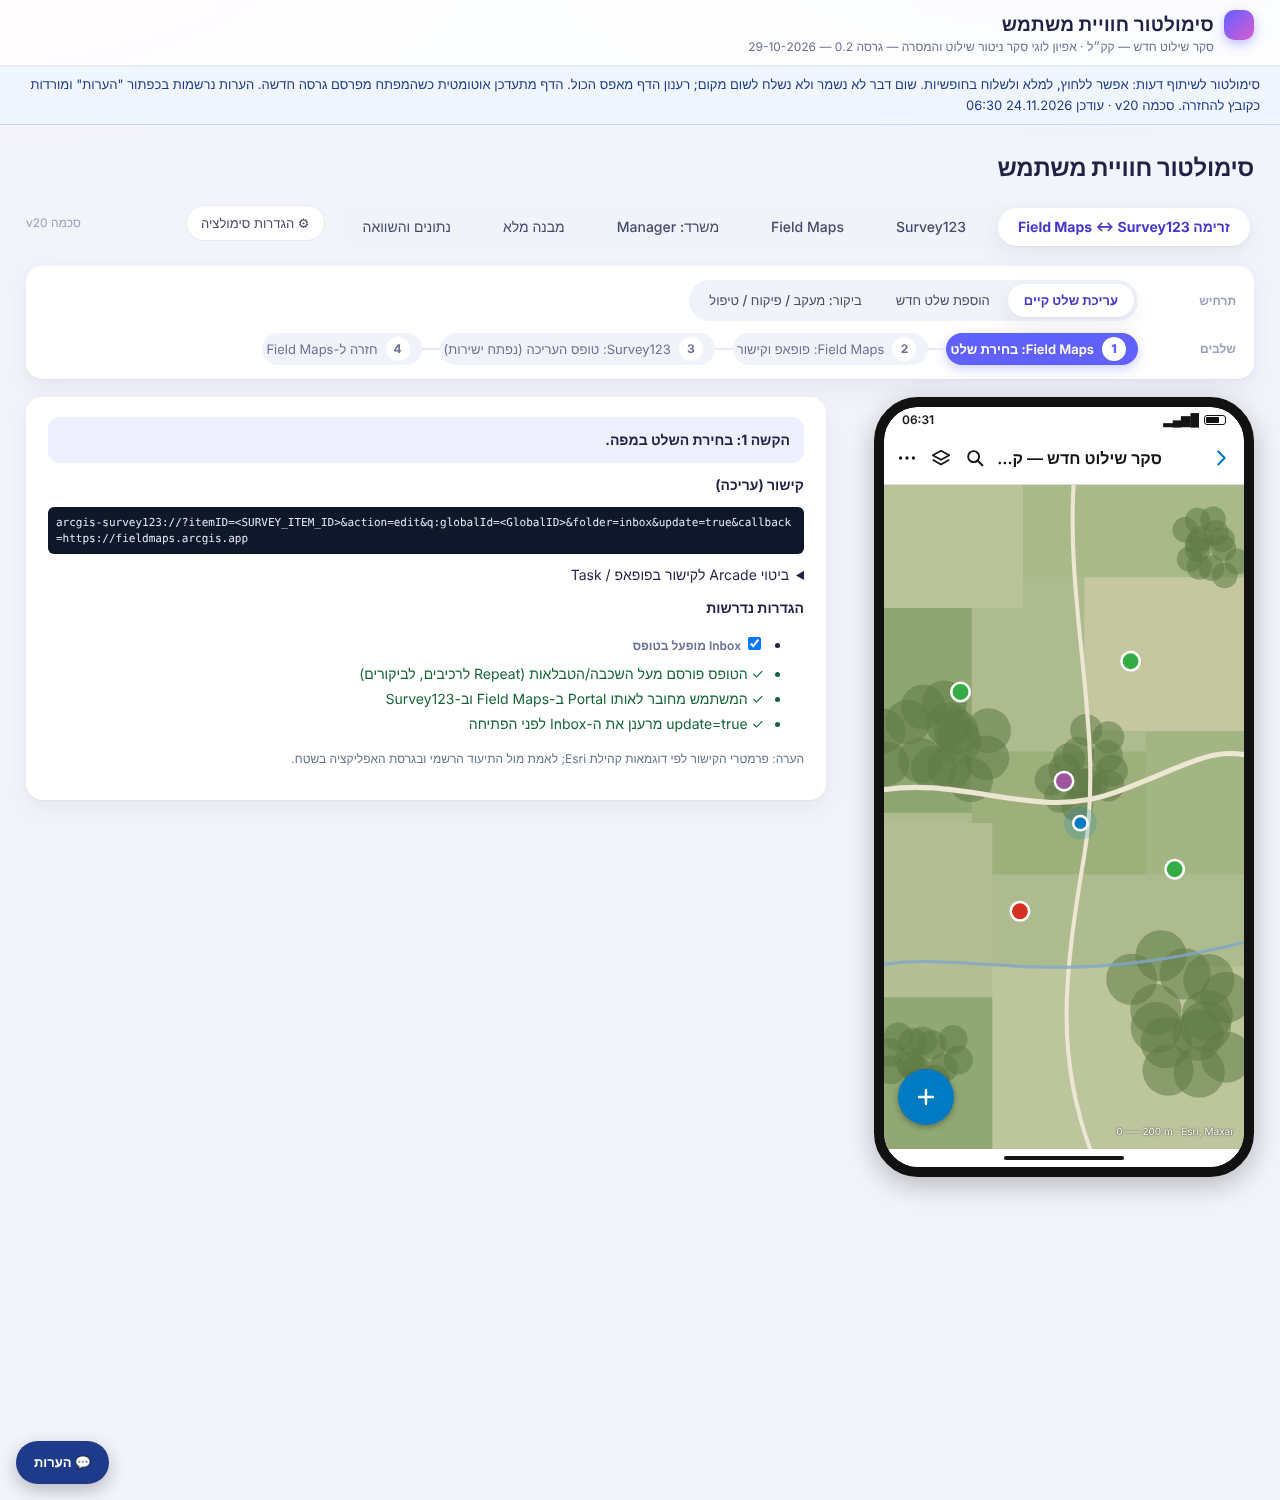 סימולטור חוויית משתמש
סקר שילוט חדש — קק״ל · אפיון לוגי סקר ניטור שילוט והמסרה — גרסה 0.2 — 29-10-2026
סימולטור לשיתוף דעות: אפשר ללחוץ, למלא ולשלוח בחופשיות. שום דבר לא נשמר ולא נשלח לשום מקום; רענון הדף מאפס הכול. הדף מתעדכן אוטומטית כשהמפתח מפרסם גרסה חדשה. הערות נרשמות בכפתור "הערות" ומורדות
כקובץ להחזרה. סכמה v20 · עודכן 24.11.2026 06:30
סימולטור חוויית משתמש
זרימה Field Maps ↔ Survey123
Survey123
Field Maps
משרד: Manager
מבנה מלא
נתונים והשוואה
⚙ הגדרות סימולציה
סכמה v20
תרחיש
עריכת שלט קיים
הוספת שלט חדש
ביקור: מעקב / פיקוח / טיפול
שלבים
1 Field Maps: בחירת שלט
2 Field Maps: פופאפ וקישור
3 Survey123: טופס העריכה (נפתח ישירות)
4 חזרה ל-Field Maps
06:31
סקר שילוט חדש — ק...
0 — 200 m · Esri, Maxar
הקשה 1: בחירת השלט במפה.
קישור (עריכה)
arcgis-survey123://?itemID=<SURVEY_ITEM_ID>&action=edit&q:globalId=<GlobalID>&folder=inbox&update=true&callback
=https://fieldmaps.arcgis.app
◀ ביטוי Arcade לקישור בפופאפ / Task
הגדרות נדרשות
• Inbox מופעל בטופס
• ✓ הטופס פורסם מעל השכבה/הטבלאות (Repeat לרכיבים, לביקורים)
• ✓ המשתמש מחובר לאותו Portal ב-Field Maps וב-Survey123
• ✓ update=true מרענן את ה-Inbox לפני הפתיחה
הערה: פרמטרי הקישור לפי דוגמאות קהילת Esri; לאמת מול התיעוד הרשמי ובגרסת האפליקציה בשטח.
💬 הערות